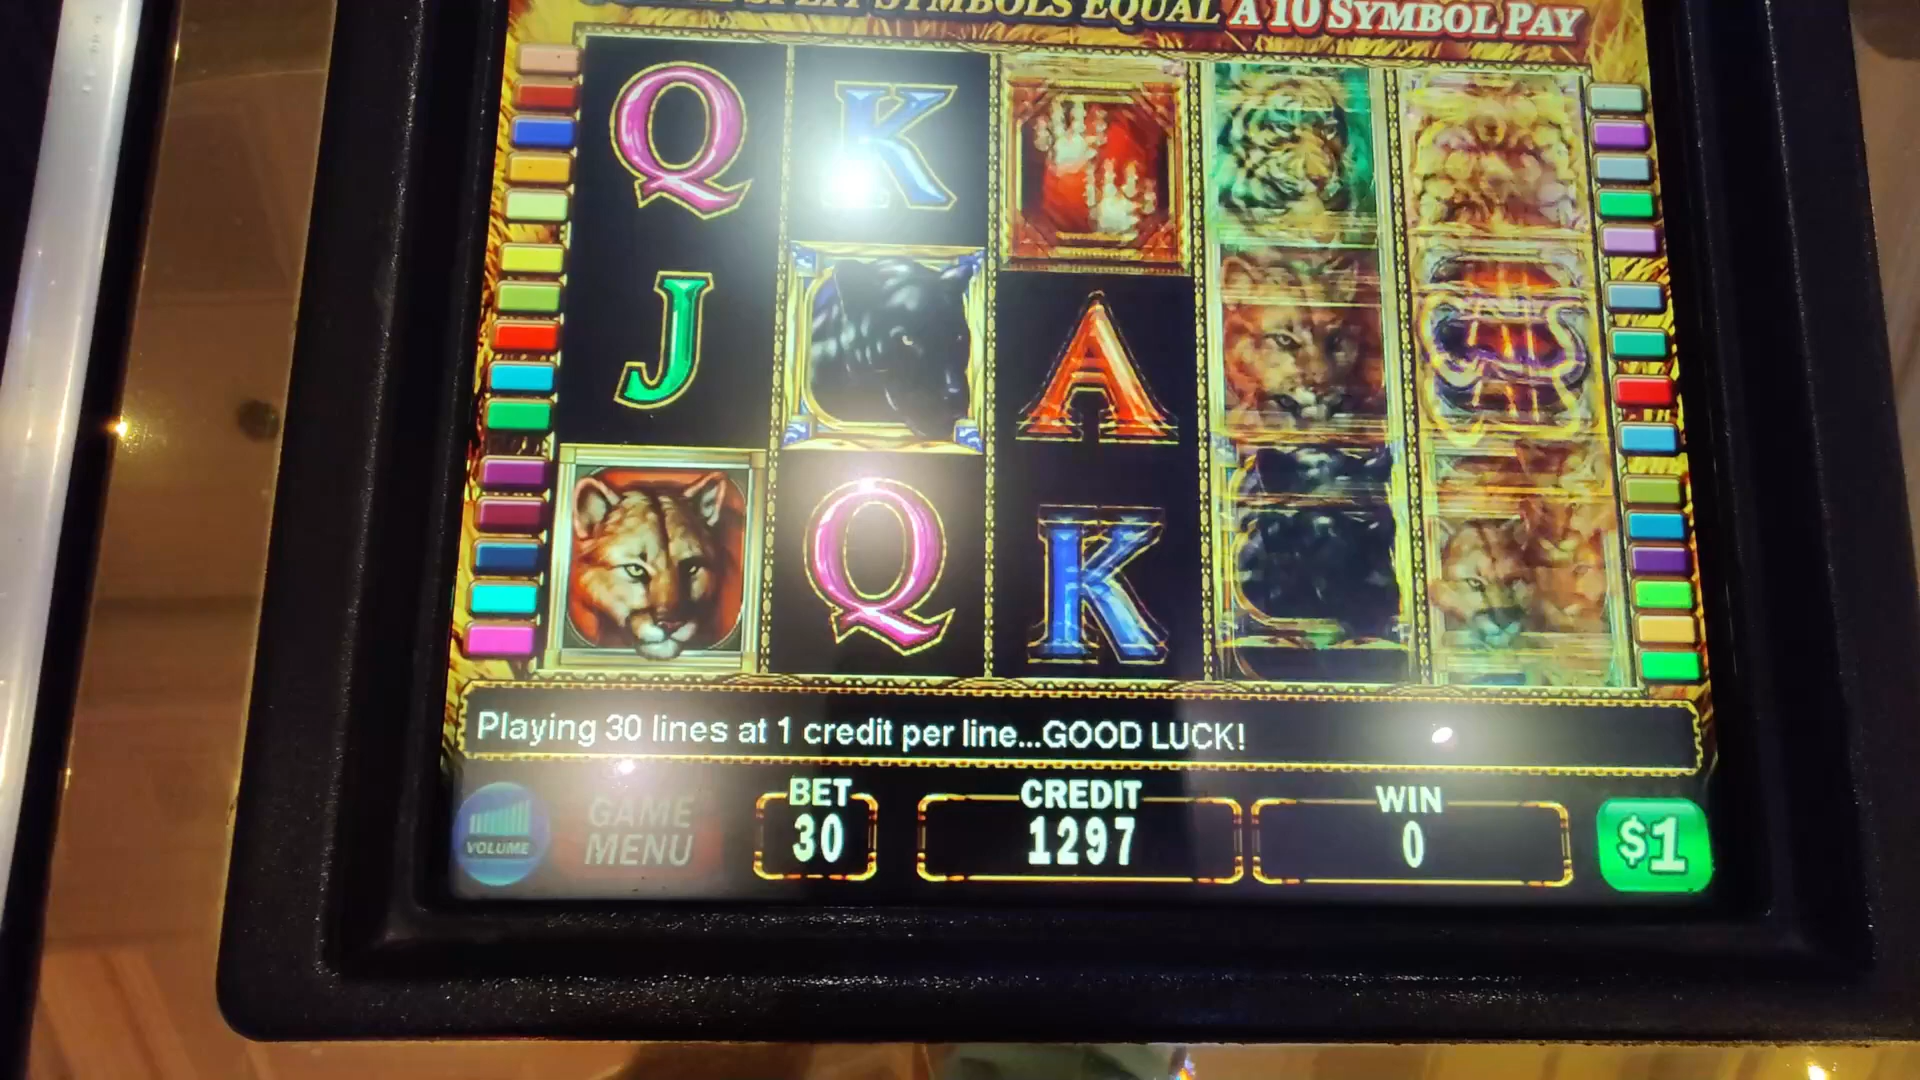 SPLIT SYMBOLS EQUAL A 10 SYMBOL PAY
Q K
J A
Q K
Playing 30 lines at 1 credit per line...GOOD LUCK!
VOLUME
GAME MENU
BET
30
CREDIT
1297
WIN
0
$1